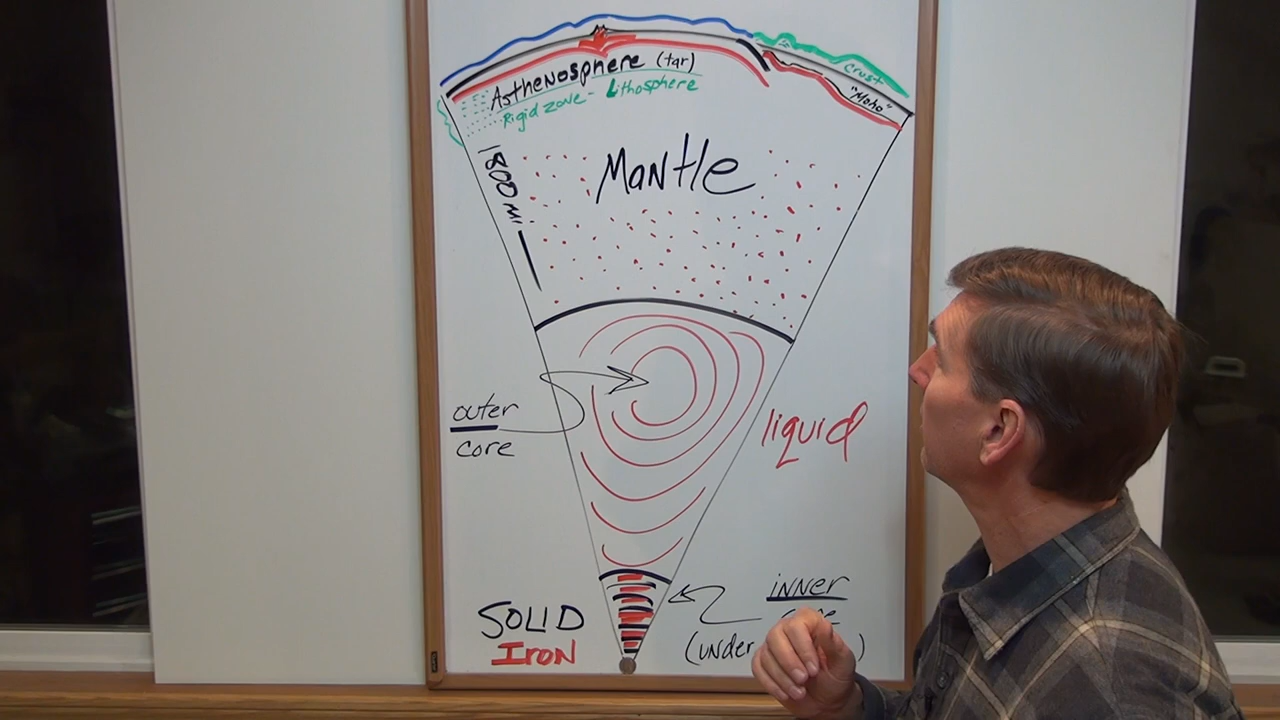 Asthenosphere (tar)
Rigid zone - Lithosphere
Crust
"Moho"
1800 mi
Mantle
outer
core
liquid
inner
SOLID
Iron
(under
)